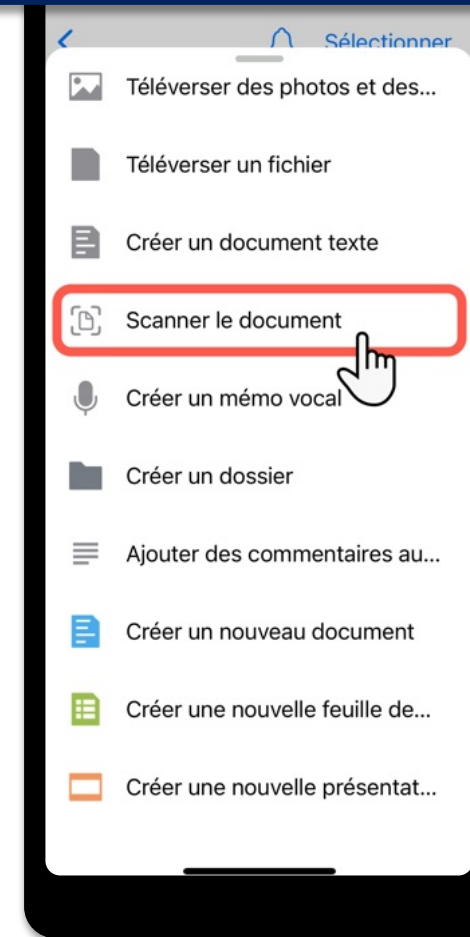 Sélectionner
Téléverser des photos et des...
Téléverser un fichier
Créer un document texte
Scanner le document
Créer un mémo vocal
Créer un dossier
Ajouter des commentaires au...
Créer un nouveau document
Créer une nouvelle feuille de...
Créer une nouvelle présentat...